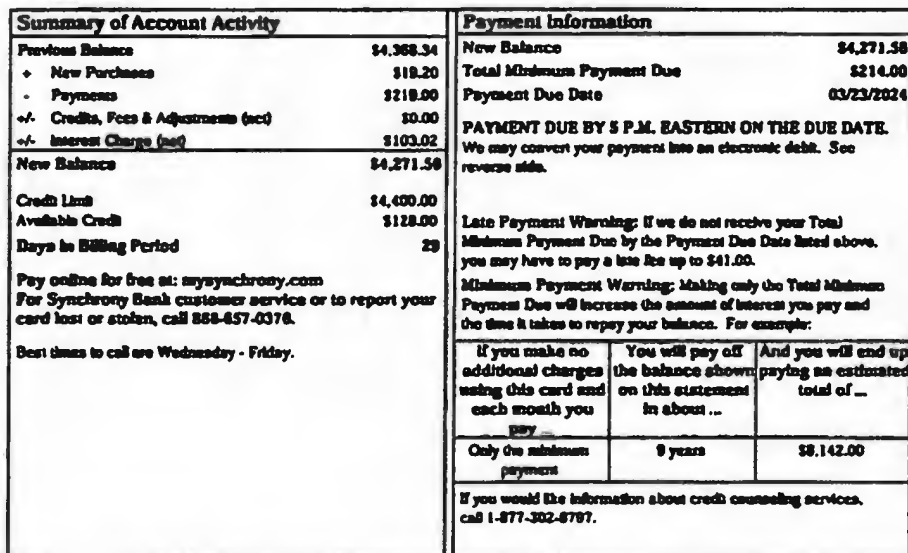 Summary of Account Activity
Previous Balance $4,368.34
+ New Purchases $19.20
- Payments $219.00
+/- Credits, Fees & Adjustments (net) $0.00
+/- Interest Charge (net) $103.02
New Balance $4,271.56
Credit Limit $4,400.00
Available Credit $128.00
Days in Billing Period 29
Pay online for free at: mysynchrony.com
For Synchrony Bank customer service or to report your
card lost or stolen, call
Best times to call are Wednesday - Friday.
Payment Information
New Balance $4,271.56
Total Minimum Payment Due $214.00
Payment Due Date 03/23/2024
PAYMENT DUE BY 5 P.M. EASTERN ON THE DUE DATE.
We may convert your payment into an electronic debit. See
reverse side.
Late Payment Warning: If we do not receive your Total
Minimum Payment Due by the Payment Due Date listed above,
you may have to pay a late fee up to $41.00.
Minimum Payment Warning: Making only the Total Minimum
Payment Due will increase the amount of interest you pay and
the time it takes to repay your balance. For example:
If you make no
additional charges
using this card and
each month you
pay ...
You will pay off
the balance shown
on this statement
in about ...
And you will end up
paying an estimated
total of ...
Only the minimum
payment
9 years
$8,142.00
If you would like information about credit counseling services,
call 1-877-302-8797.